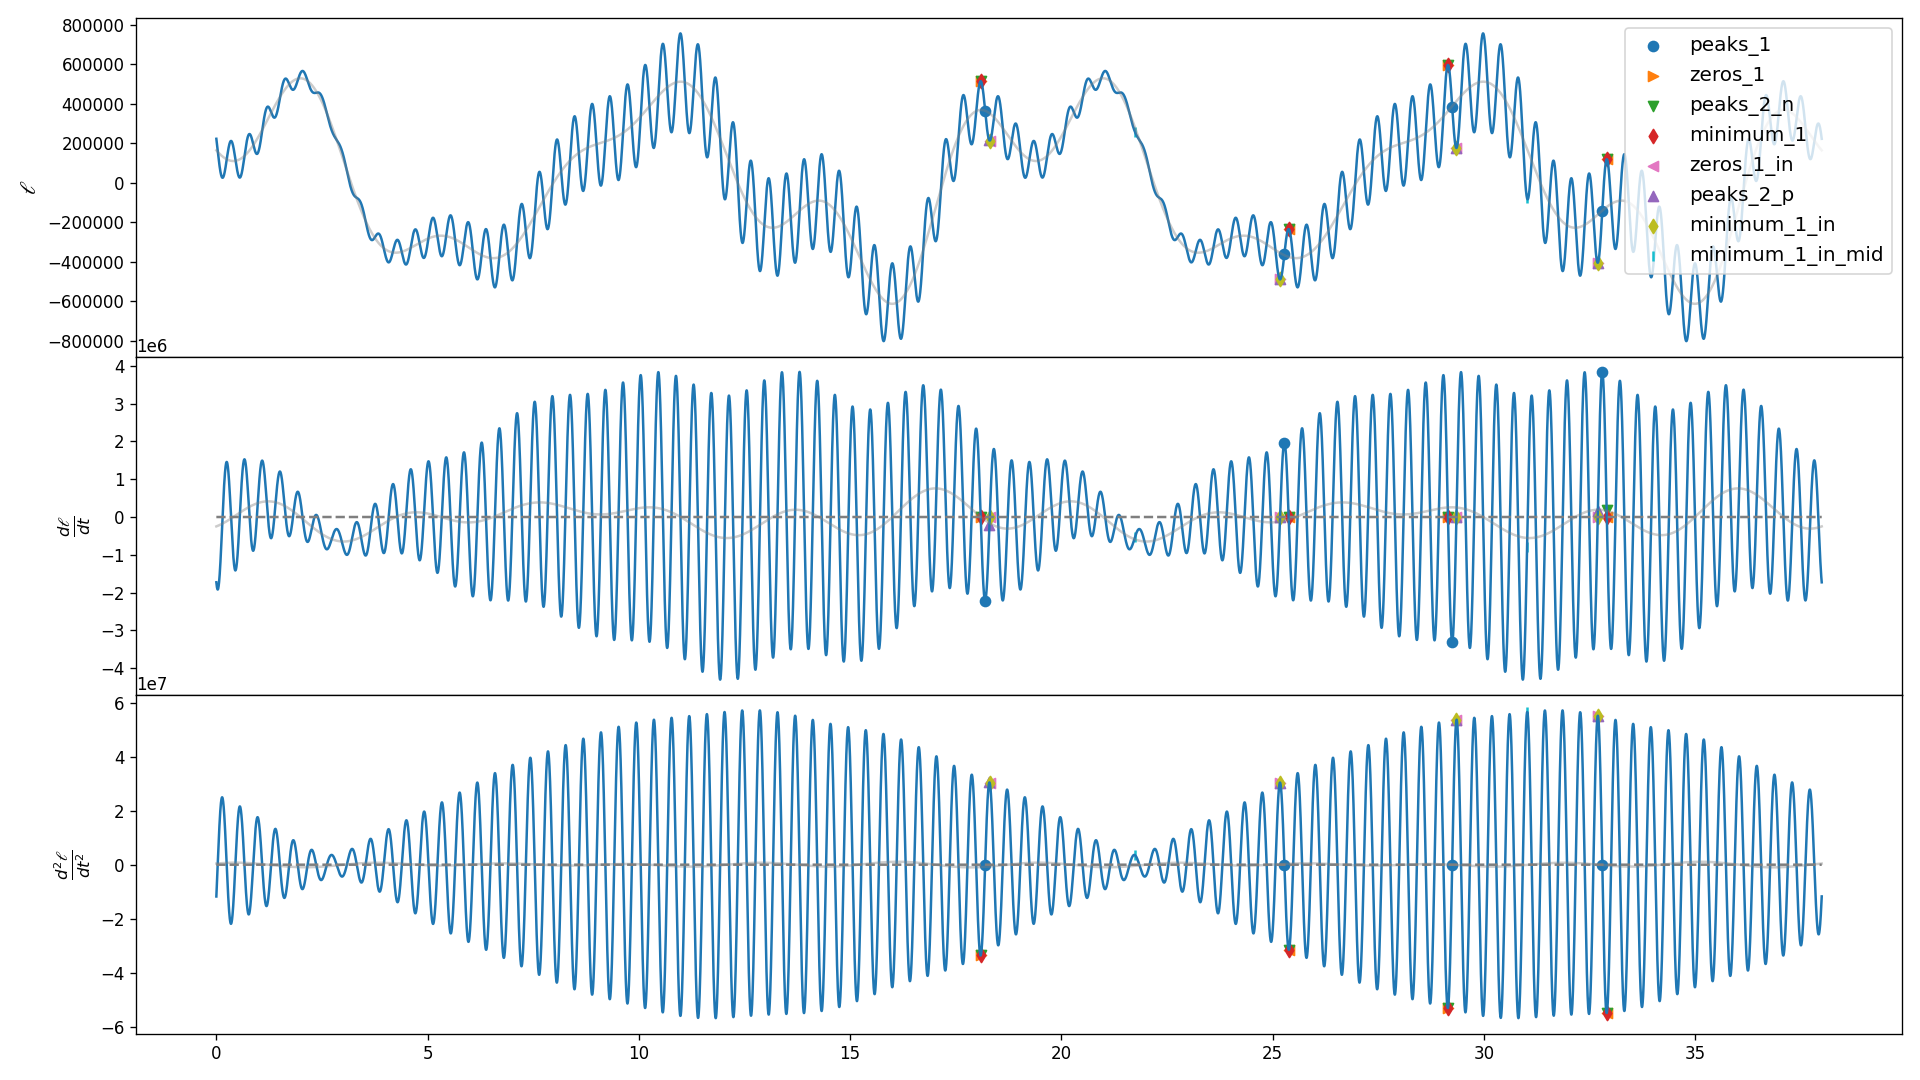 800000
600000
400000
200000
0
−200000
−400000
−600000
−800000
ℓ
peaks_1
zeros_1
peaks_2_n
minimum_1
zeros_1_in
peaks_2_p
minimum_1_in
minimum_1_in_mid
1e6
4
3
2
1
0
−1
−2
−3
−4
dℓ/dt
1e7
6
4
2
0
−2
−4
−6
d²ℓ/dt²
0 5 10 15 20 25 30 35